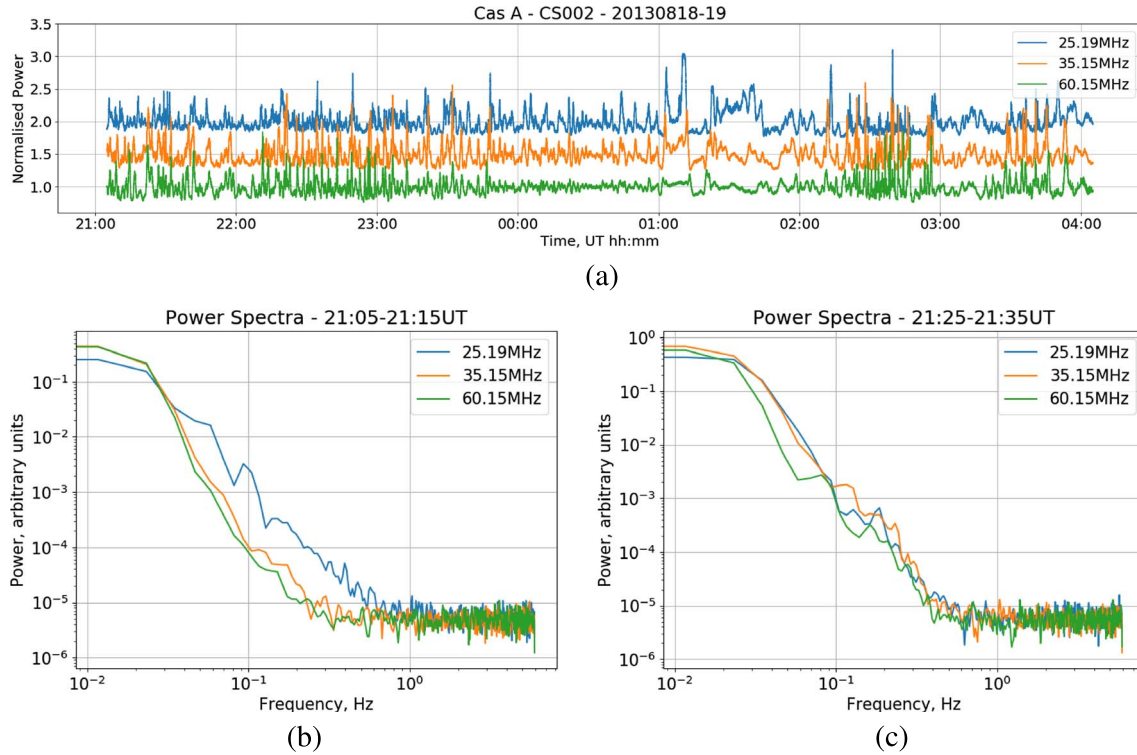 Cas A - CS002 - 20130818-19
Normalised Power
3.5
3.0
2.5
2.0
1.5
1.0
25.19MHz
35.15MHz
60.15MHz
21:00 22:00 23:00 00:00 01:00 02:00 03:00 04:00
Time, UT hh:mm
(a)
Power Spectra - 21:05-21:15UT
Power, arbitrary units
10⁻¹
10⁻²
10⁻³
10⁻⁴
10⁻⁵
10⁻⁶
25.19MHz
35.15MHz
60.15MHz
10⁻² 10⁻¹ 10⁰
Frequency, Hz
(b)
Power Spectra - 21:25-21:35UT
Power, arbitrary units
10⁰
10⁻¹
10⁻²
10⁻³
10⁻⁴
10⁻⁵
10⁻⁶
25.19MHz
35.15MHz
60.15MHz
10⁻² 10⁻¹ 10⁰
Frequency, Hz
(c)